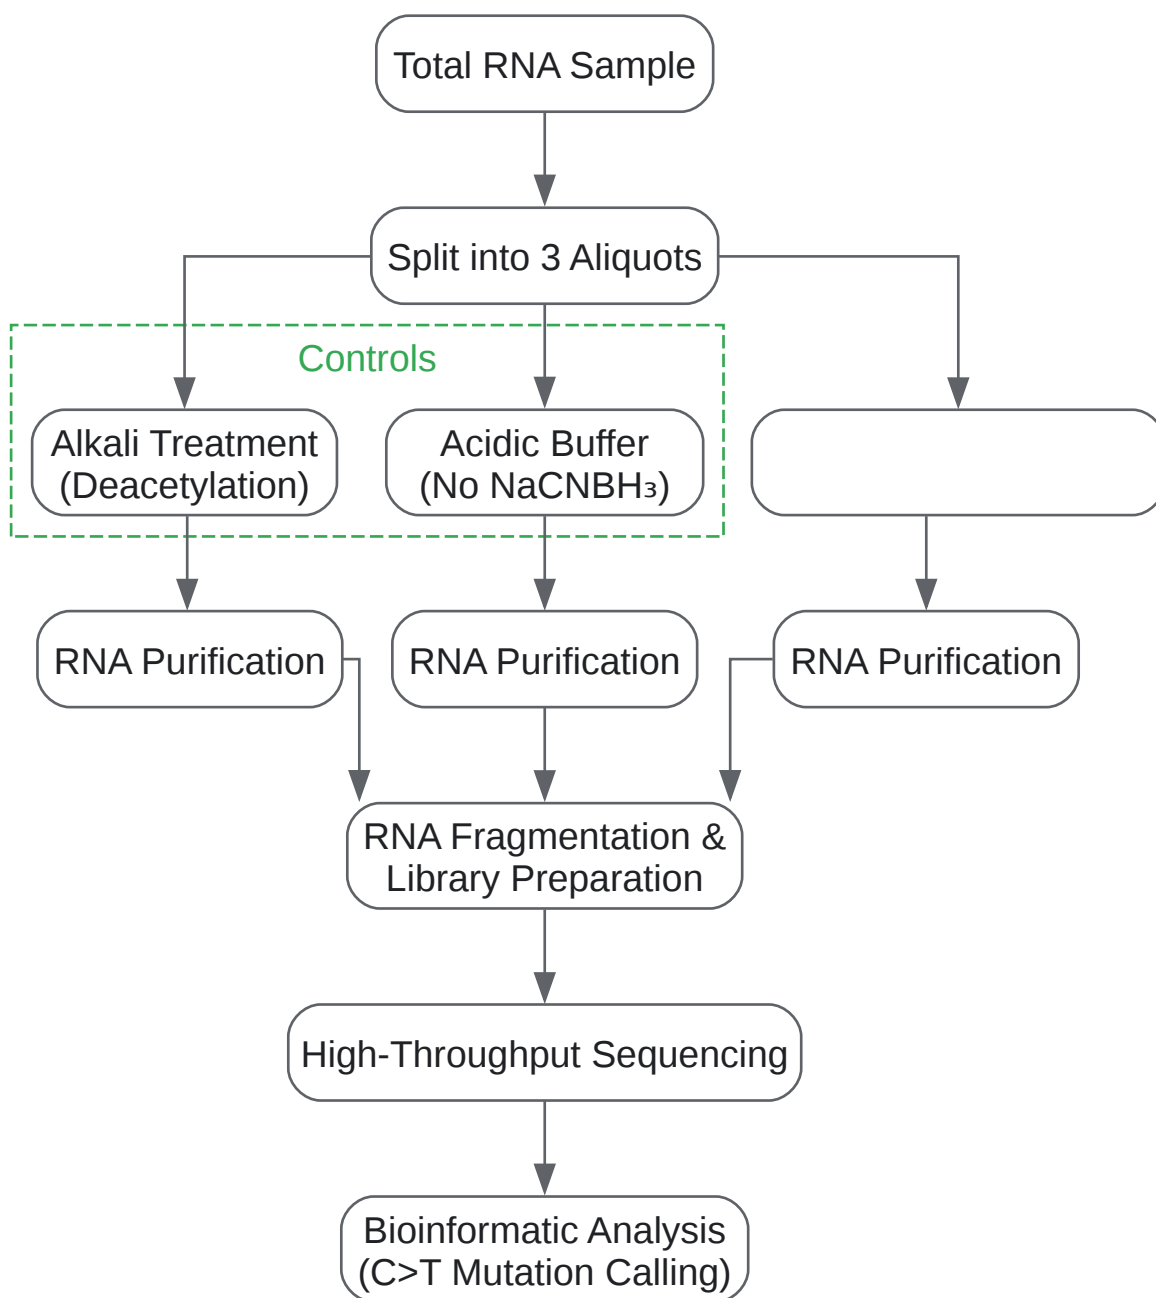 Total RNA Sample
Split into 3 Aliquots
Controls
Alkali Treatment
(Deacetylation)
Acidic Buffer
(No NaCNBH₃)
RNA Purification
RNA Purification
RNA Purification
RNA Fragmentation &
Library Preparation
High-Throughput Sequencing
Bioinformatic Analysis
(C>T Mutation Calling)